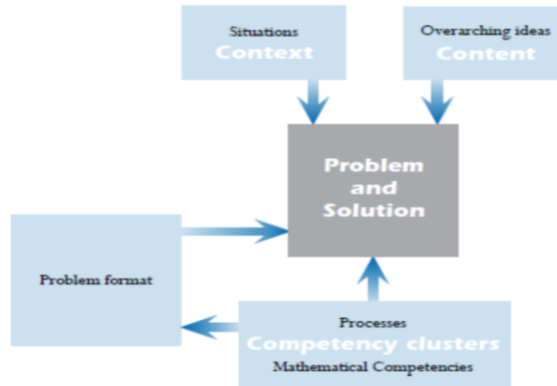 Situations
Context
Overarching ideas
Content
Problem
and
Solution
Problem format
Processes
Competency clusters
Mathematical Competencies